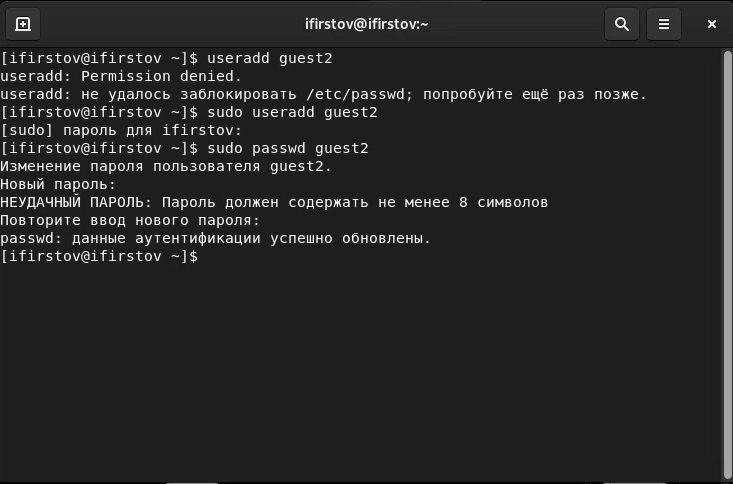 ifirstov@ifirstov:~
[ifirstov@ifirstov ~]$ useradd guest2
useradd: Permission denied.
useradd: не удалось заблокировать /etc/passwd; попробуйте ещё раз позже.
[ifirstov@ifirstov ~]$ sudo useradd guest2
[sudo] пароль для ifirstov:
[ifirstov@ifirstov ~]$ sudo passwd guest2
Изменение пароля пользователя guest2.
Новый пароль:
НЕУДАЧНЫЙ ПАРОЛЬ: Пароль должен содержать не менее 8 символов
Повторите ввод нового пароля:
passwd: данные аутентификации успешно обновлены.
[ifirstov@ifirstov ~]$